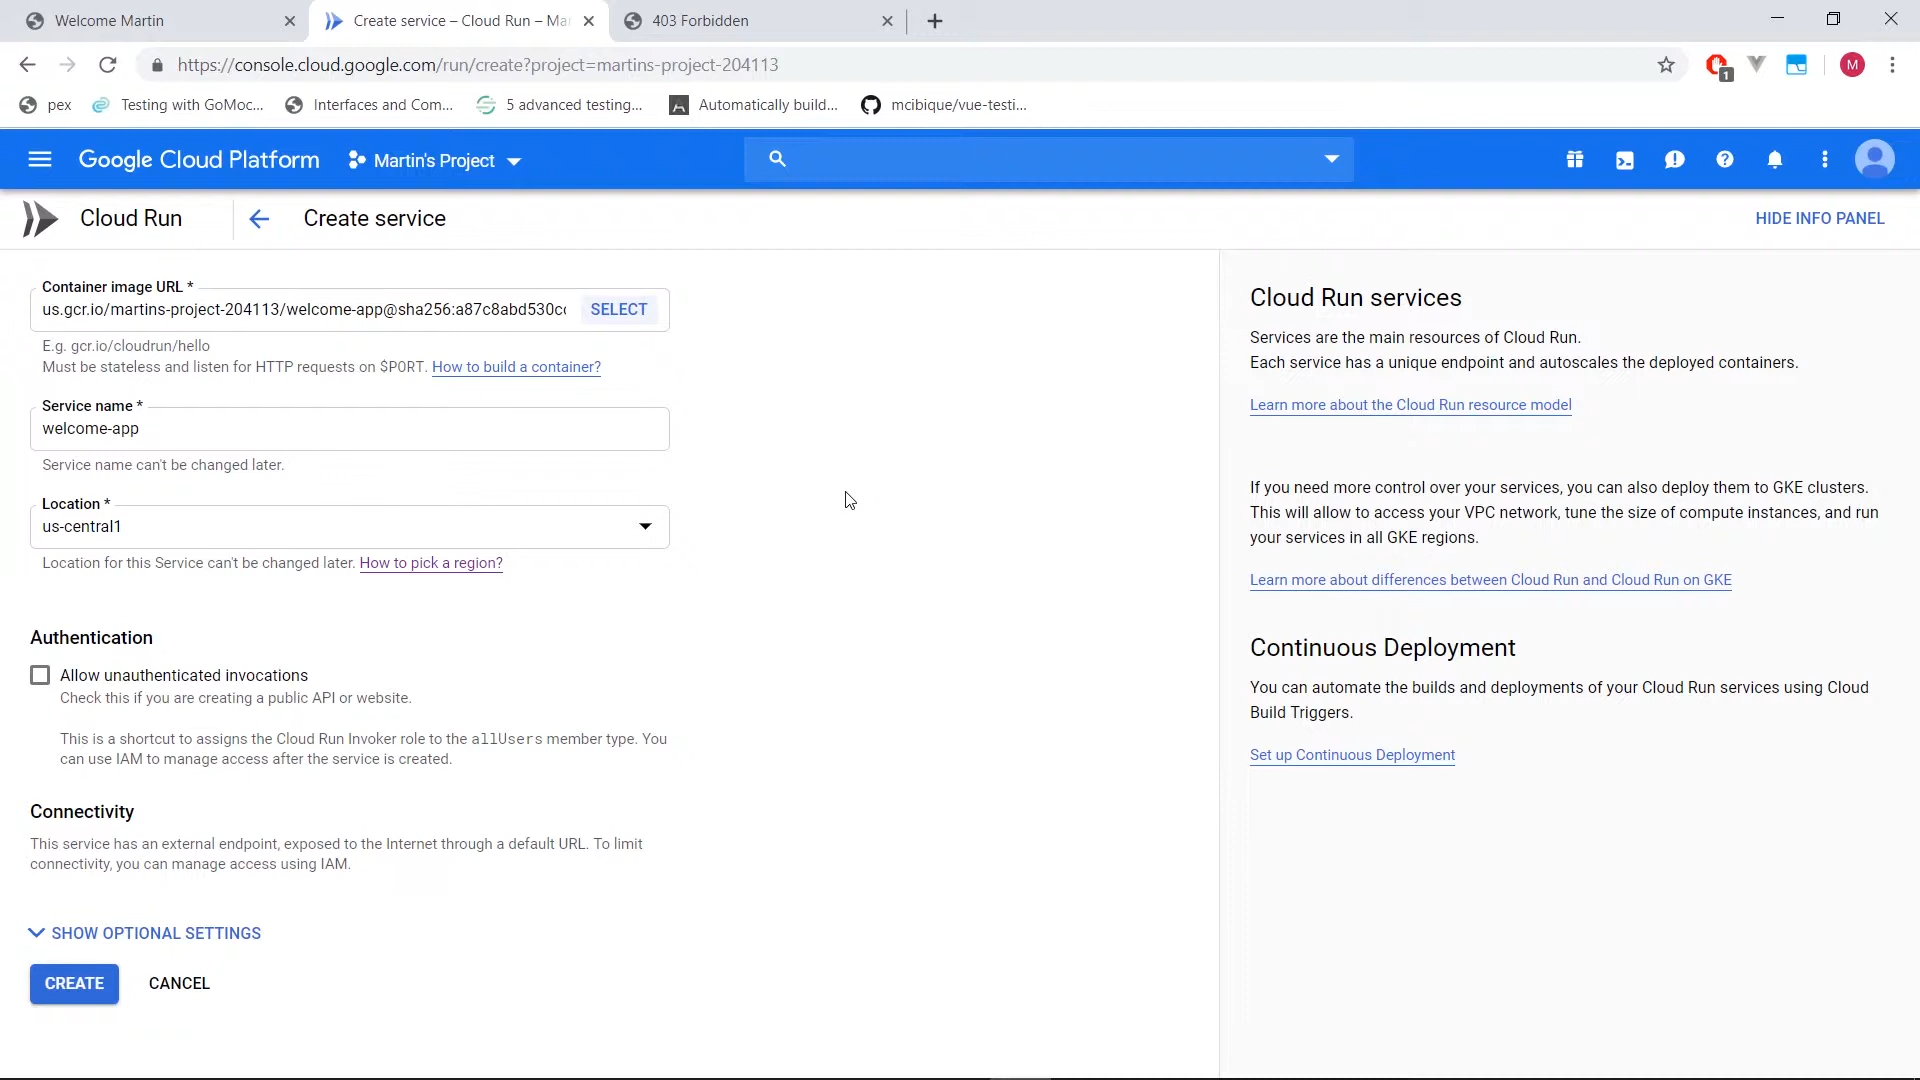 Welcome Martin
Create service – Cloud Run – Ma
403 Forbidden
https://console.cloud.google.com/run/create?project=martins-project-204113
1
M
pex
Testing with GoMoc...
Interfaces and Com...
5 advanced testing...
Automatically build...
mcibique/vue-testi...
Google Cloud Platform
Martin's Project
Cloud Run
Create service
HIDE INFO PANEL
Container image URL *
us.gcr.io/martins-project-204113/welcome-app@sha256:a87c8abd530cc
SELECT
E.g. gcr.io/cloudrun/hello
Must be stateless and listen for HTTP requests on $PORT. How to build a container?
Service name *
welcome-app
Service name can't be changed later.
Location *
us-central1
Location for this Service can't be changed later. How to pick a region?
Authentication
Allow unauthenticated invocations
Check this if you are creating a public API or website.
This is a shortcut to assigns the Cloud Run Invoker role to the allUsers member type. You
can use IAM to manage access after the service is created.
Connectivity
This service has an external endpoint, exposed to the Internet through a default URL. To limit
connectivity, you can manage access using IAM.
SHOW OPTIONAL SETTINGS
CREATE
CANCEL
Cloud Run services
Services are the main resources of Cloud Run.
Each service has a unique endpoint and autoscales the deployed containers.
Learn more about the Cloud Run resource model
If you need more control over your services, you can also deploy them to GKE clusters.
This will allow to access your VPC network, tune the size of compute instances, and run
your services in all GKE regions.
Learn more about differences between Cloud Run and Cloud Run on GKE
Continuous Deployment
You can automate the builds and deployments of your Cloud Run services using Cloud
Build Triggers.
Set up Continuous Deployment